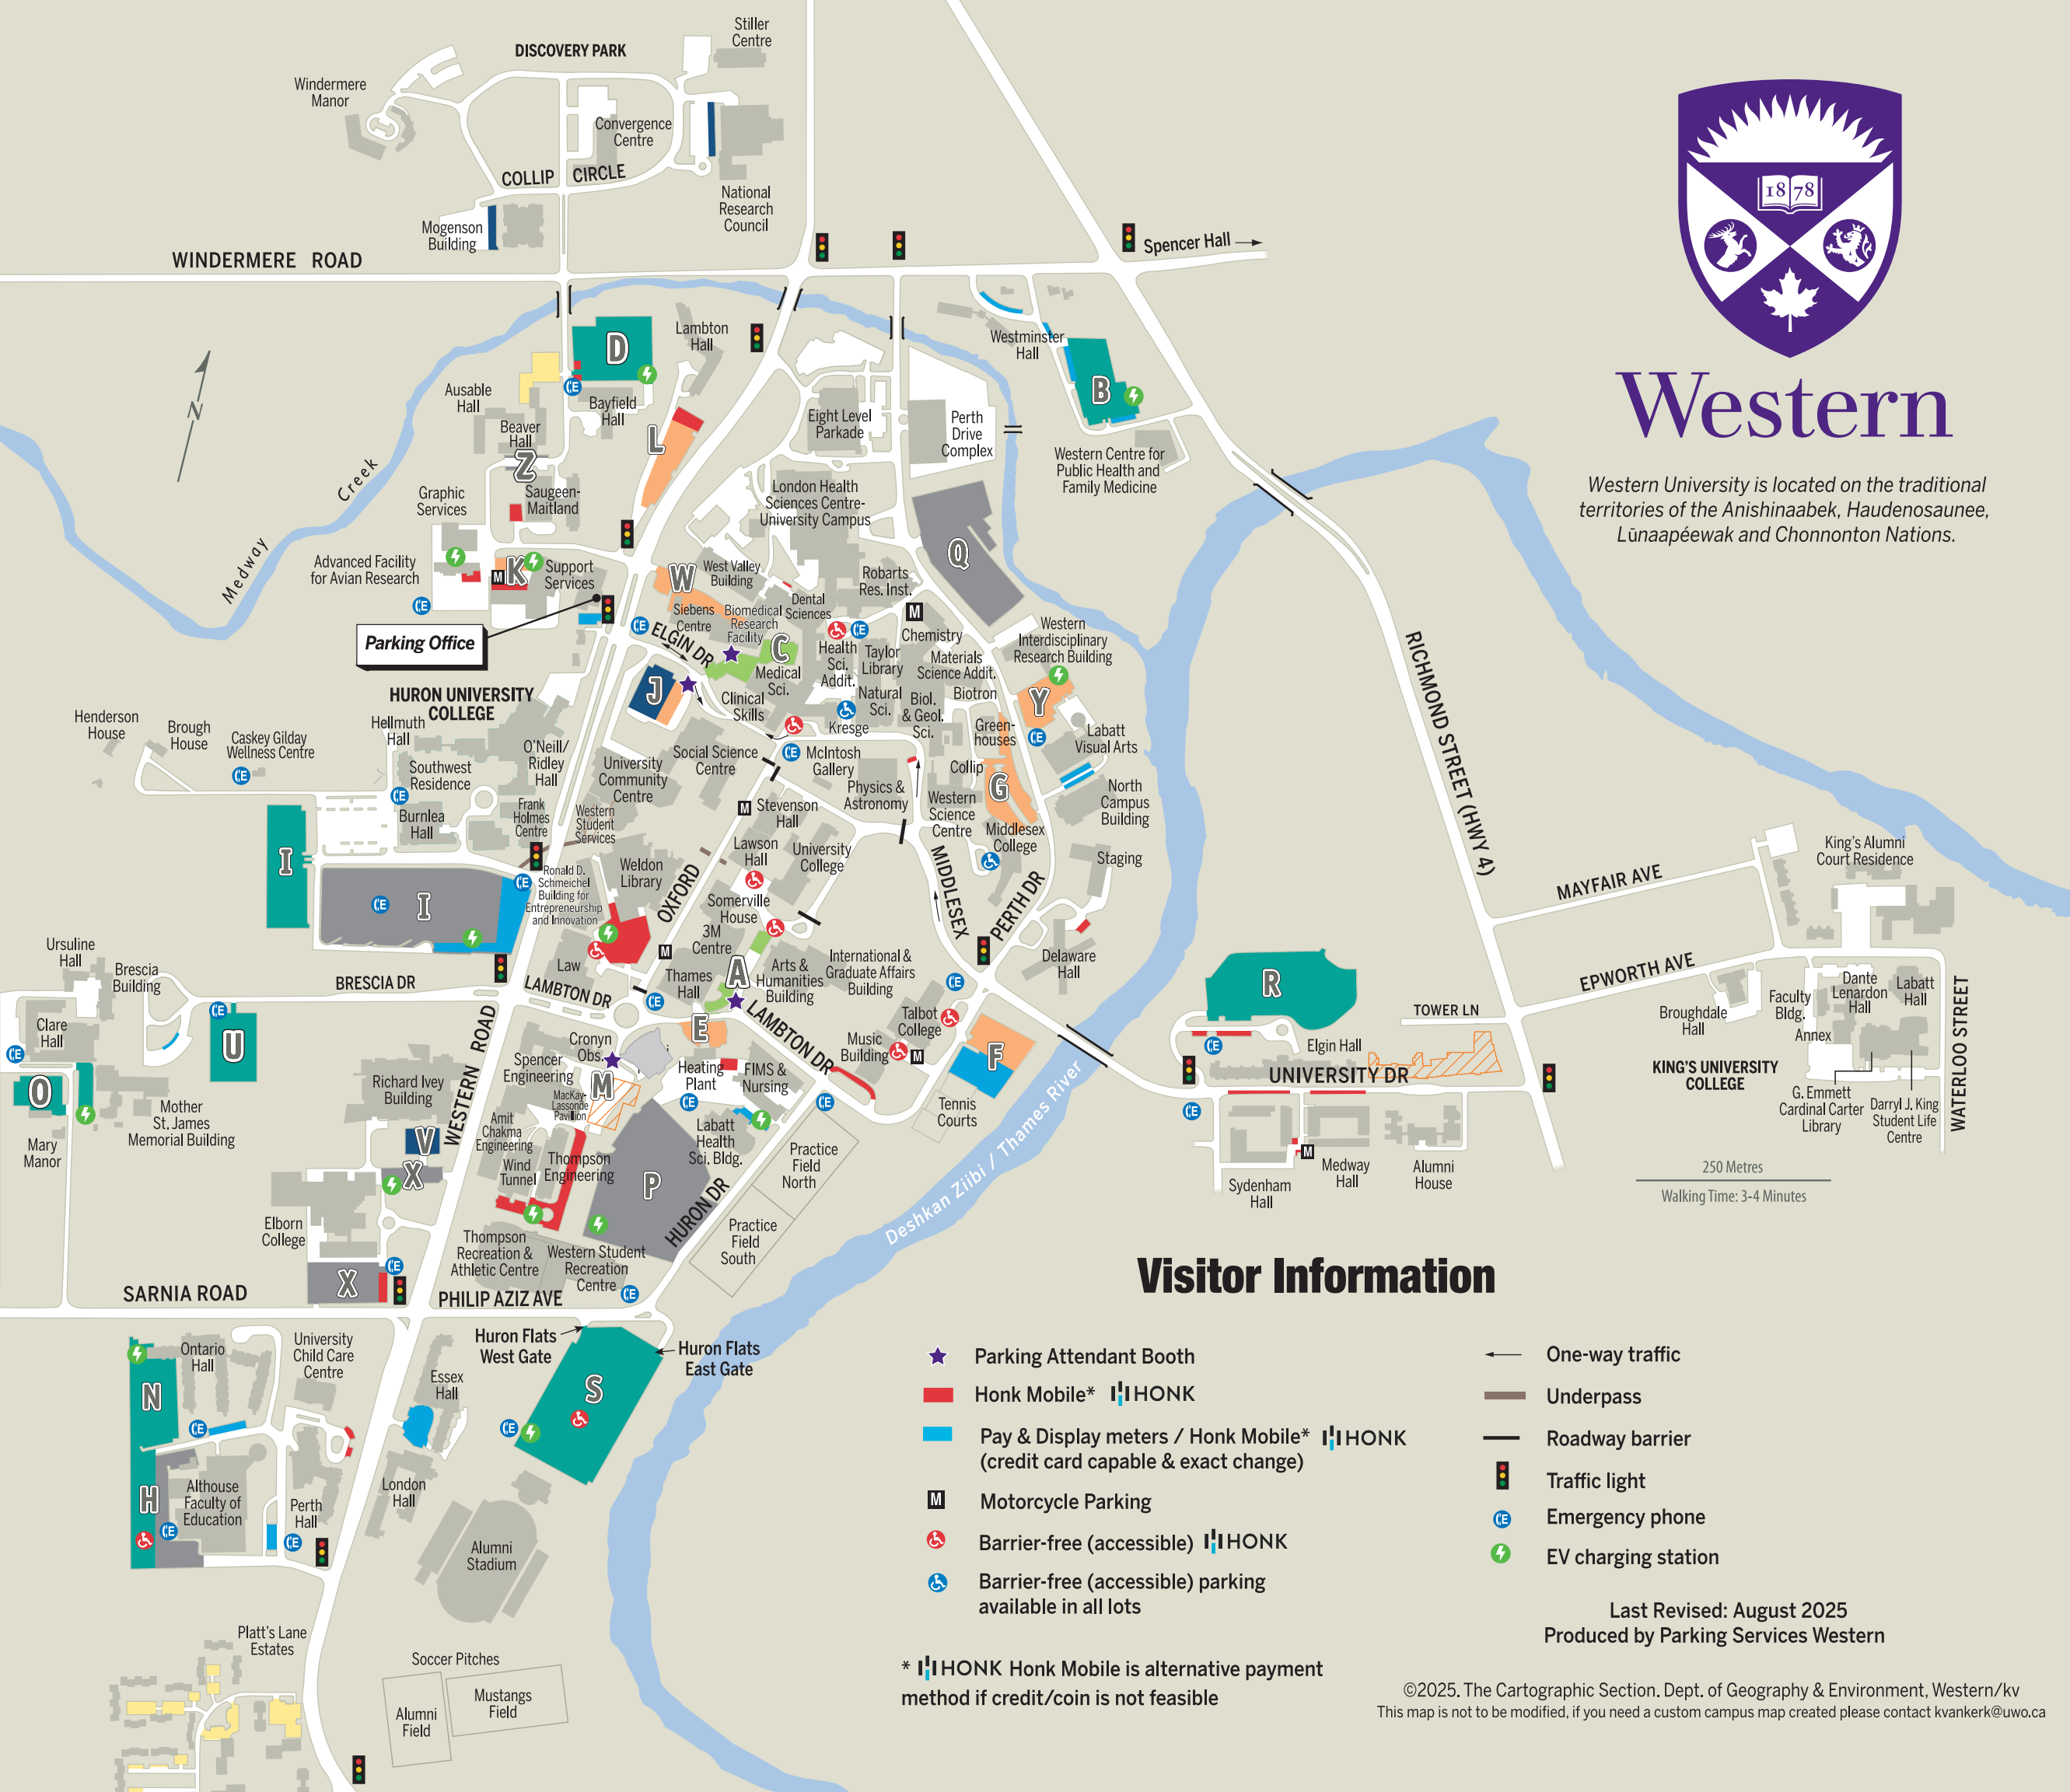 Stiller
Centre
DISCOVERY PARK
Windermere
Manor
Convergence
Centre
COLLIP CIRCLE
National
Research
Council
Mogenson
Building
WINDERMERE ROAD
Spencer Hall
1878
Western
Western University is located on the traditional
territories of the Anishinaabek, Haudenosaunee,
Lūnaapéewak and Chonnonton Nations.
N
Creek
Medway
D
Lambton
Hall
Westminster
Hall
B
Ausable
Hall
Bayfield
Hall
Beaver
Hall
Z
L
Eight Level
Parkade
Perth
Drive
Complex
Western Centre for
Public Health and
Family Medicine
Graphic
Services
Saugeen-
Maitland
London Health
Sciences Centre-
University Campus
Q
Advanced Facility
for Avian Research
M
K
Support
Services
W
West Valley
Building
Robarts
Res. Inst.
Dental
Sciences
Siebens
Centre
Biomedical
Research
Facility
M
Chemistry
Western
Interdisciplinary
Research Building
Parking Office
ELGIN DR
C
Medical
Sci.
Health
Sci.
Addit.
Taylor
Library
Materials
Science Addit.
Biotron
Natural
Sci.
Biol.
& Geol.
Sci.
Y
J
Clinical
Skills
Kresge
Green-
houses
Labatt
Visual Arts
HURON UNIVERSITY
COLLEGE
Henderson
House
Brough
House
Caskey Gilday
Wellness Centre
Hellmuth
Hall
Southwest
Residence
O'Neill/
Ridley
Hall
University
Community
Centre
Social Science
Centre
McIntosh
Gallery
Physics &
Astronomy
Collip
G
Western
Science
Centre
North
Campus
Building
Burnlea
Hall
Frank
Holmes
Centre
Western
Student
Services
M
Stevenson
Hall
Lawson
Hall
University
College
Middlesex
College
Staging
I
I
Ronald D.
Schmeichel
Building for
Entrepreneurship
and Innovation
Weldon
Library
OXFORD
Somerville
House
MIDDLESEX
PERTH DR
3M
Centre
M
Law
Thames
Hall
A
Arts &
Humanities
Building
International &
Graduate Affairs
Building
Delaware
Hall
RICHMOND STREET (HWY 4)
MAYFAIR AVE
King's Alumni
Court Residence
EPWORTH AVE
TOWER LN
Broughdale
Hall
Faculty
Bldg.
Dante
Lenardon
Hall
Labatt
Hall
Annex
KING'S UNIVERSITY
COLLEGE
G. Emmett
Cardinal Carter
Library
Darryl J. King
Student Life
Centre
WATERLOO STREET
Ursuline
Hall
Brescia
Building
BRESCIA DR
LAMBTON DR
LAMBTON DR
Clare
Hall
U
O
Mother
St. James
Memorial Building
Mary
Manor
WESTERN ROAD
Richard Ivey
Building
V
X
Elborn
College
X
Cronyn
Obs.
Spencer
Engineering
M
MacKay-
Lassonde
Pavilion
Amit
Chakma
Engineering
Wind
Tunnel
Thompson
Engineering
E
Heating
Plant
FIMS &
Nursing
Labatt
Health
Sci. Bldg.
P
HURON DR
Music
Building
Talbot
College
M
F
Tennis
Courts
Practice
Field
North
Practice
Field
South
Deshkan Ziibi / Thames River
R
Elgin Hall
UNIVERSITY DR
M
Sydenham
Hall
Medway
Hall
Alumni
House
250 Metres
Walking Time: 3-4 Minutes
Thompson
Recreation &
Athletic Centre
Western Student
Recreation
Centre
SARNIA ROAD
PHILIP AZIZ AVE
Huron Flats
West Gate
Huron Flats
East Gate
S
Ontario
Hall
University
Child Care
Centre
Essex
Hall
N
H
Althouse
Faculty of
Education
Perth
Hall
London
Hall
Alumni
Stadium
Platt's Lane
Estates
Soccer Pitches
Alumni
Field
Mustangs
Field
Visitor Information
Parking Attendant Booth
Honk Mobile* HONK
Pay & Display meters / Honk Mobile* HONK
(credit card capable & exact change)
M Motorcycle Parking
Barrier-free (accessible) HONK
Barrier-free (accessible) parking
available in all lots
* HONK Honk Mobile is alternative payment
method if credit/coin is not feasible
One-way traffic
Underpass
Roadway barrier
Traffic light
CE Emergency phone
EV charging station
Last Revised: August 2025
Produced by Parking Services Western
©2025. The Cartographic Section. Dept. of Geography & Environment, Western/kv
This map is not to be modified, if you need a custom campus map created please contact kvankerk@uwo.ca